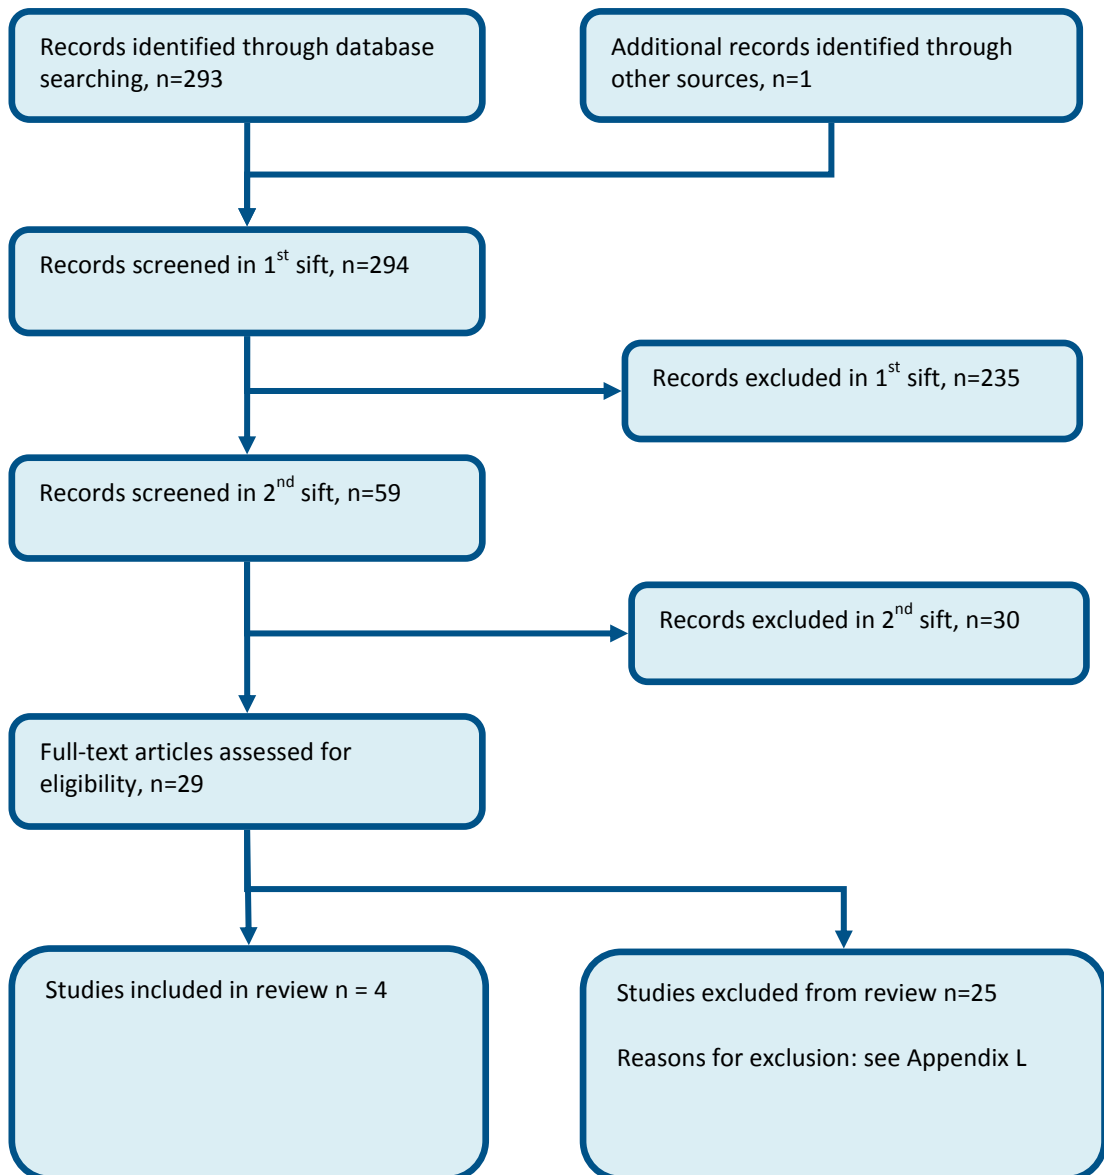 Records identified through database
searching, n=293
Additional records identified through
other sources, n=1
Records screened in 1st sift, n=294
Records excluded in 1st sift, n=235
Records screened in 2nd sift, n=59
Records excluded in 2nd sift, n=30
Full-text articles assessed for
eligibility, n=29
Studies included in review n = 4
Studies excluded from review n=25
Reasons for exclusion: see Appendix L